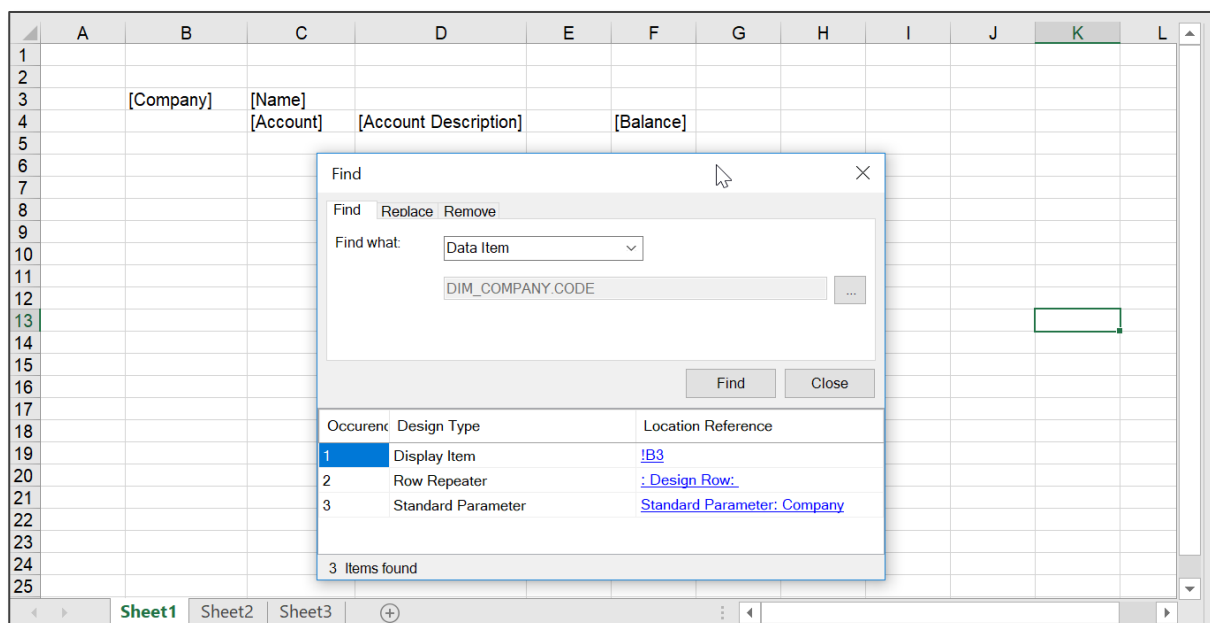 A B C D E F G H I J K L
1
2
3 [Company] [Name]
4 [Account] [Account Description] [Balance]
5
6
7
8
9
10
11
12
13
14
15
16
17
18
19
20
21
22
23
24
25
Find
Find Replace Remove
Find what: Data Item
DIM_COMPANY.CODE ...
Find Close
Occurenc Design Type Location Reference
1 Display Item !B3
2 Row Repeater : Design Row:
3 Standard Parameter Standard Parameter: Company
3 Items found
Sheet1 Sheet2 Sheet3